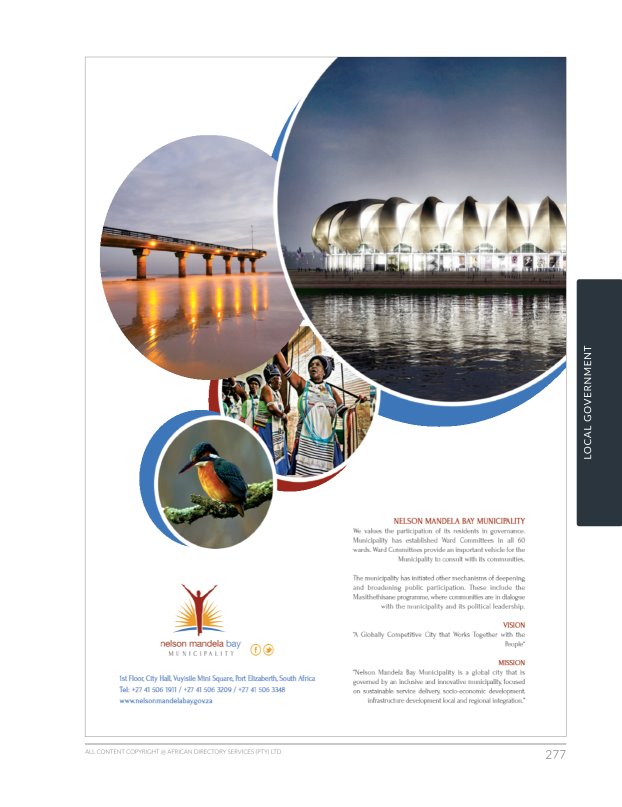 LOCAL GOVERNMENT
NELSON MANDELA BAY MUNICIPALITY
We values the participation of its residents in governance.
Municipality has established Ward Committees in all 60
wards. Ward Committees provide an important vehicle for the
Municipality to consult with its communities.
The municipality has initiated other mechanisms of deepening
and broadening public participation. These include the
Masithethisane programme, where communities are in dialogue
with the municipality and its political leadership.
VISION
"A Globally Competitive City that Works Together with the
People"
MISSION
"Nelson Mandela Bay Municipality is a global city that is
governed by an inclusive and innovative municipality, focused
on sustainable service delivery, socio-economic development,
infrastructure development local and regional integration."
nelson mandela bay
MUNICIPALITY
1st Floor, City Hall, Vuyisile Mini Square, Port Elizaberth, South Africa
Tel: +27 41 506 1911 / +27 41 506 3209 / +27 41 506 3348
www.nelsonmandelabay.gov.za
ALL CONTENT COPYRIGHT @ AFRICAN DIRECTORY SERVICES (PTY) LTD
277